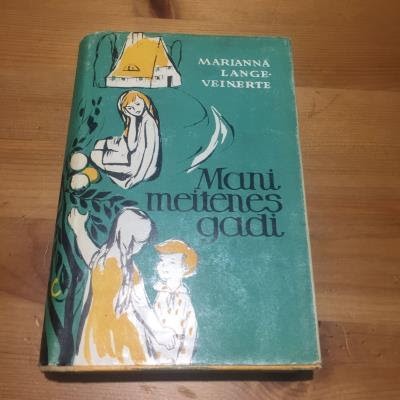 MARIANNA
LANGE-
VEINERTE
Mani
meitenes
gadi